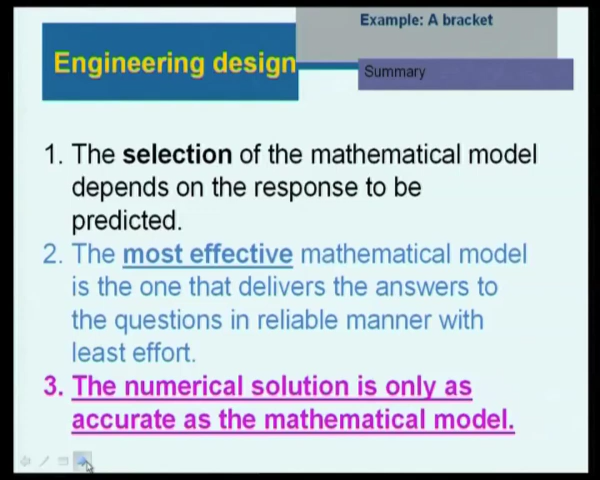 Example: A bracket
Engineering design
Summary
1. The selection of the mathematical model
depends on the response to be
predicted.
2. The most effective mathematical model
is the one that delivers the answers to
the questions in reliable manner with
least effort.
3. The numerical solution is only as
accurate as the mathematical model.